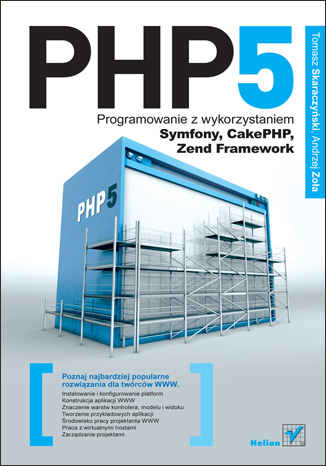 PHP5
Tomasz Skaraczyński, Andrzej Zoła
Programowanie z wykorzystaniem
Symfony, CakePHP,
Zend Framework
PHP5
Poznaj najbardziej popularne
rozwiązania dla twórców WWW.
Instalowanie i konfigurowanie platform
Konstrukcja aplikacji WWW
Znaczenie warstw kontrolera, modelu i widoku
Tworzenie przykładowych aplikacji
Środowisko pracy projektanta WWW
Praca z wirtualnymi hostami
Zarządzanie projektami
Helion